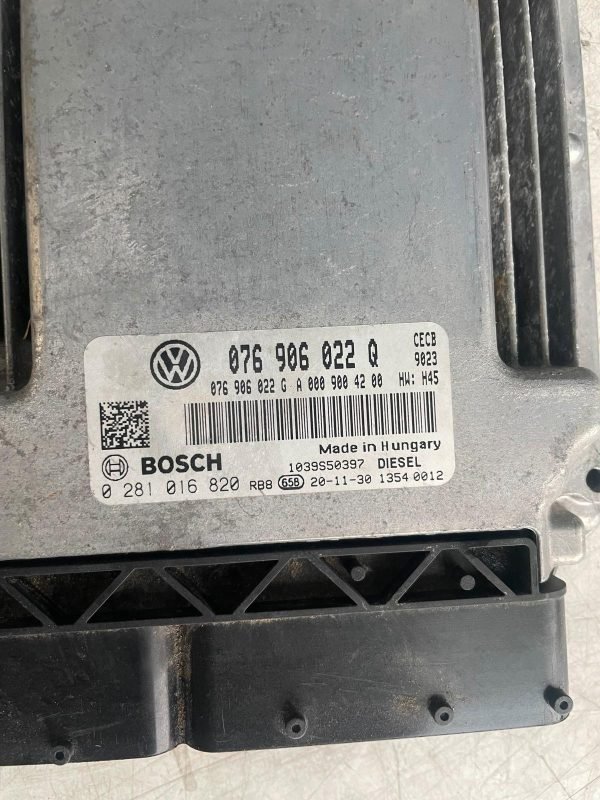 VW 076 906 022 Q CECB
9023
076 906 022 G A 000 900 42 00 HW: H45
Made in Hungary
BOSCH 1039S50397 DIESEL
0 281 016 820 RB8 658 20-11-30 1354 0012